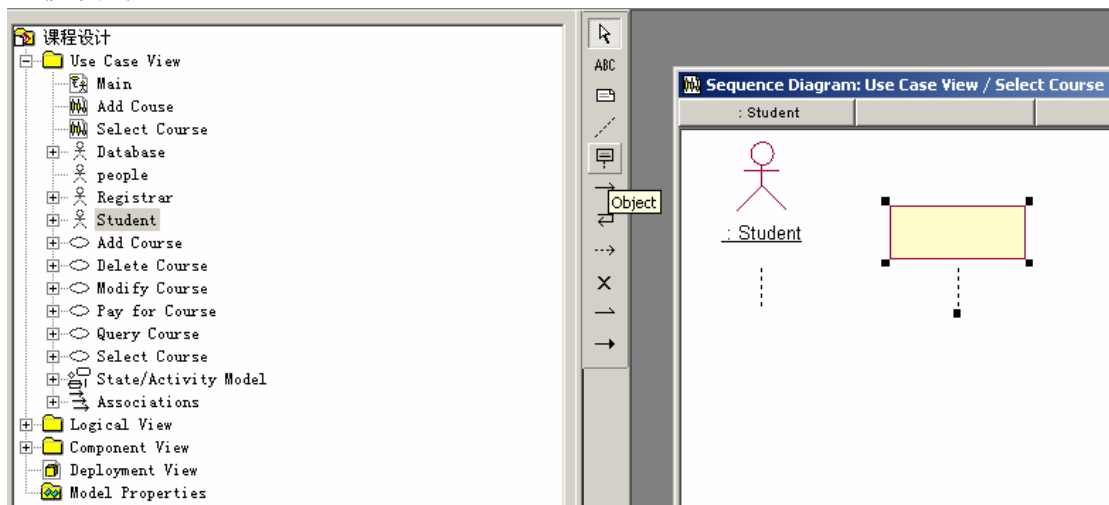 课程设计
Use Case View
Main
Add Couse
Select Course
Database
people
Registrar
Student
Add Course
Delete Course
Modify Course
Pay for Course
Query Course
Select Course
State/Activity Model
Associations
Logical View
Component View
Deployment View
Model Properties
ABC
Object
Sequence Diagram: Use Case View / Select Course
: Student
: Student